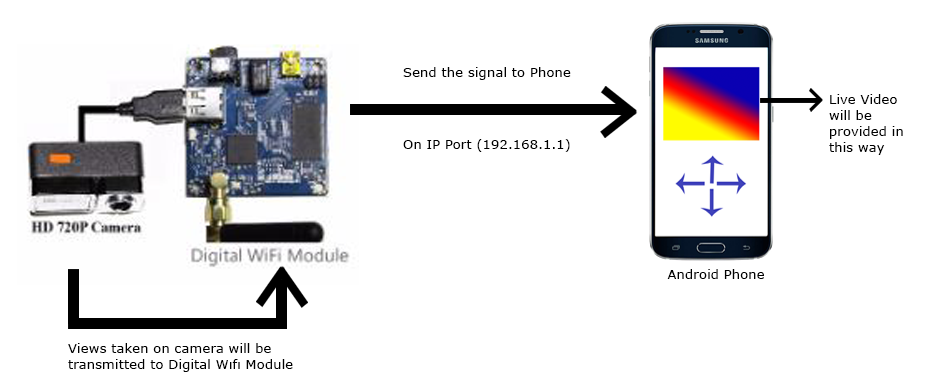 SAMSUNG
Send the signal to Phone
On IP Port (192.168.1.1)
Live Video
will be
provided in
this way
HD 720P Camera
Digital WiFi Module
Android Phone
Views taken on camera will be
transmitted to Digital Wıfı Module